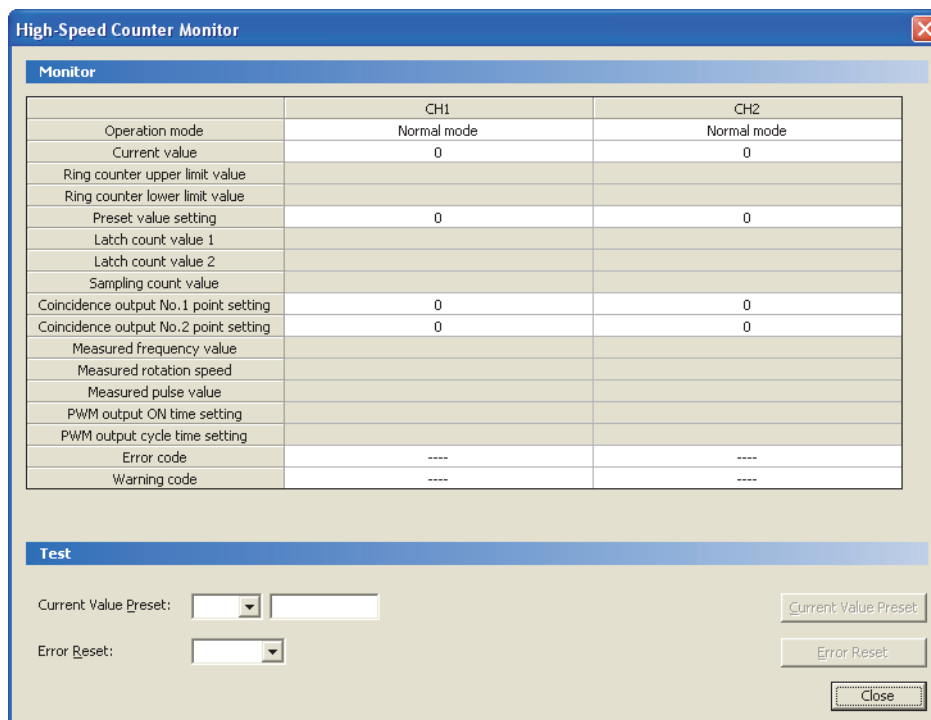 High-Speed Counter Monitor
Monitor
CH1 CH2
Operation mode Normal mode Normal mode
Current value 0 0
Ring counter upper limit value
Ring counter lower limit value
Preset value setting 0 0
Latch count value 1
Latch count value 2
Sampling count value
Coincidence output No.1 point setting 0 0
Coincidence output No.2 point setting 0 0
Measured frequency value
Measured rotation speed
Measured pulse value
PWM output ON time setting
PWM output cycle time setting
Error code ---- ----
Warning code ---- ----
Test
Current Value Preset: Current Value Preset
Error Reset: Error Reset
Close